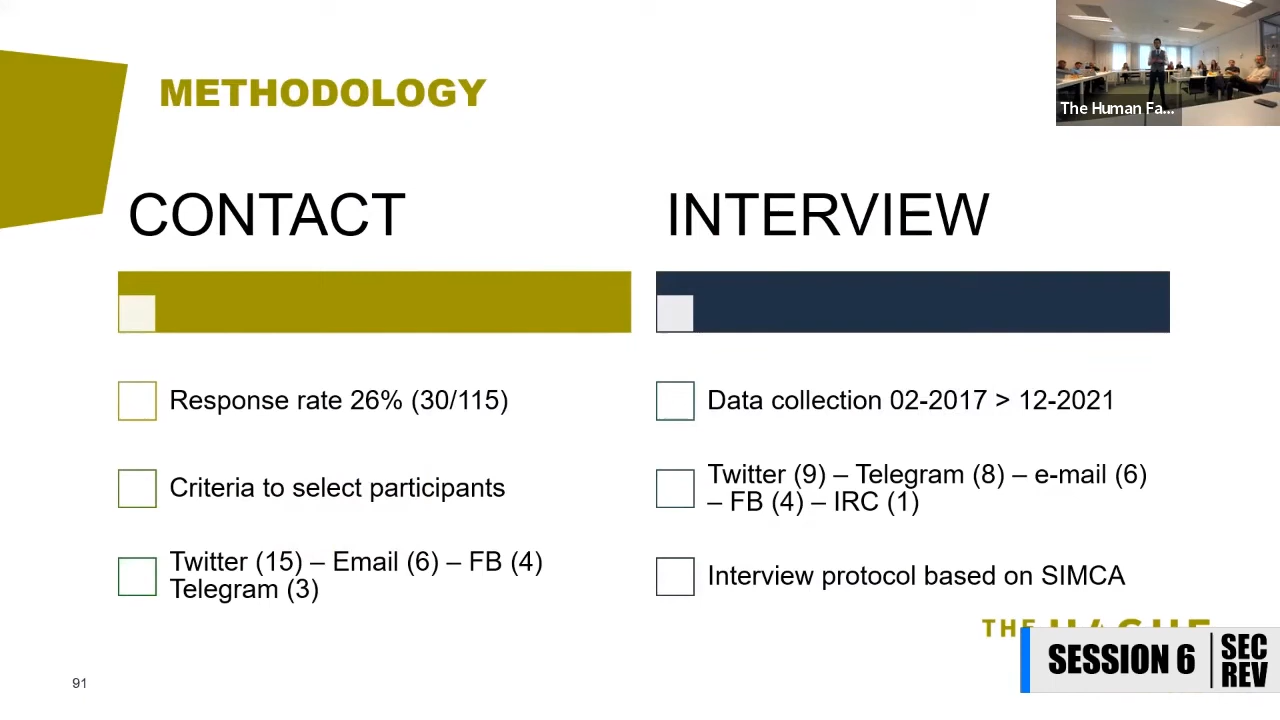 METHODOLOGY
The Human Fa...
CONTACT
INTERVIEW
Response rate 26% (30/115)
Criteria to select participants
Twitter (15) – Email (6) – FB (4)
Telegram (3)
Data collection 02-2017 > 12-2021
Twitter (9) – Telegram (8) – e-mail (6)
– FB (4) – IRC (1)
Interview protocol based on SIMCA
THE HAGUE
SESSION 6
SEC
REV
91